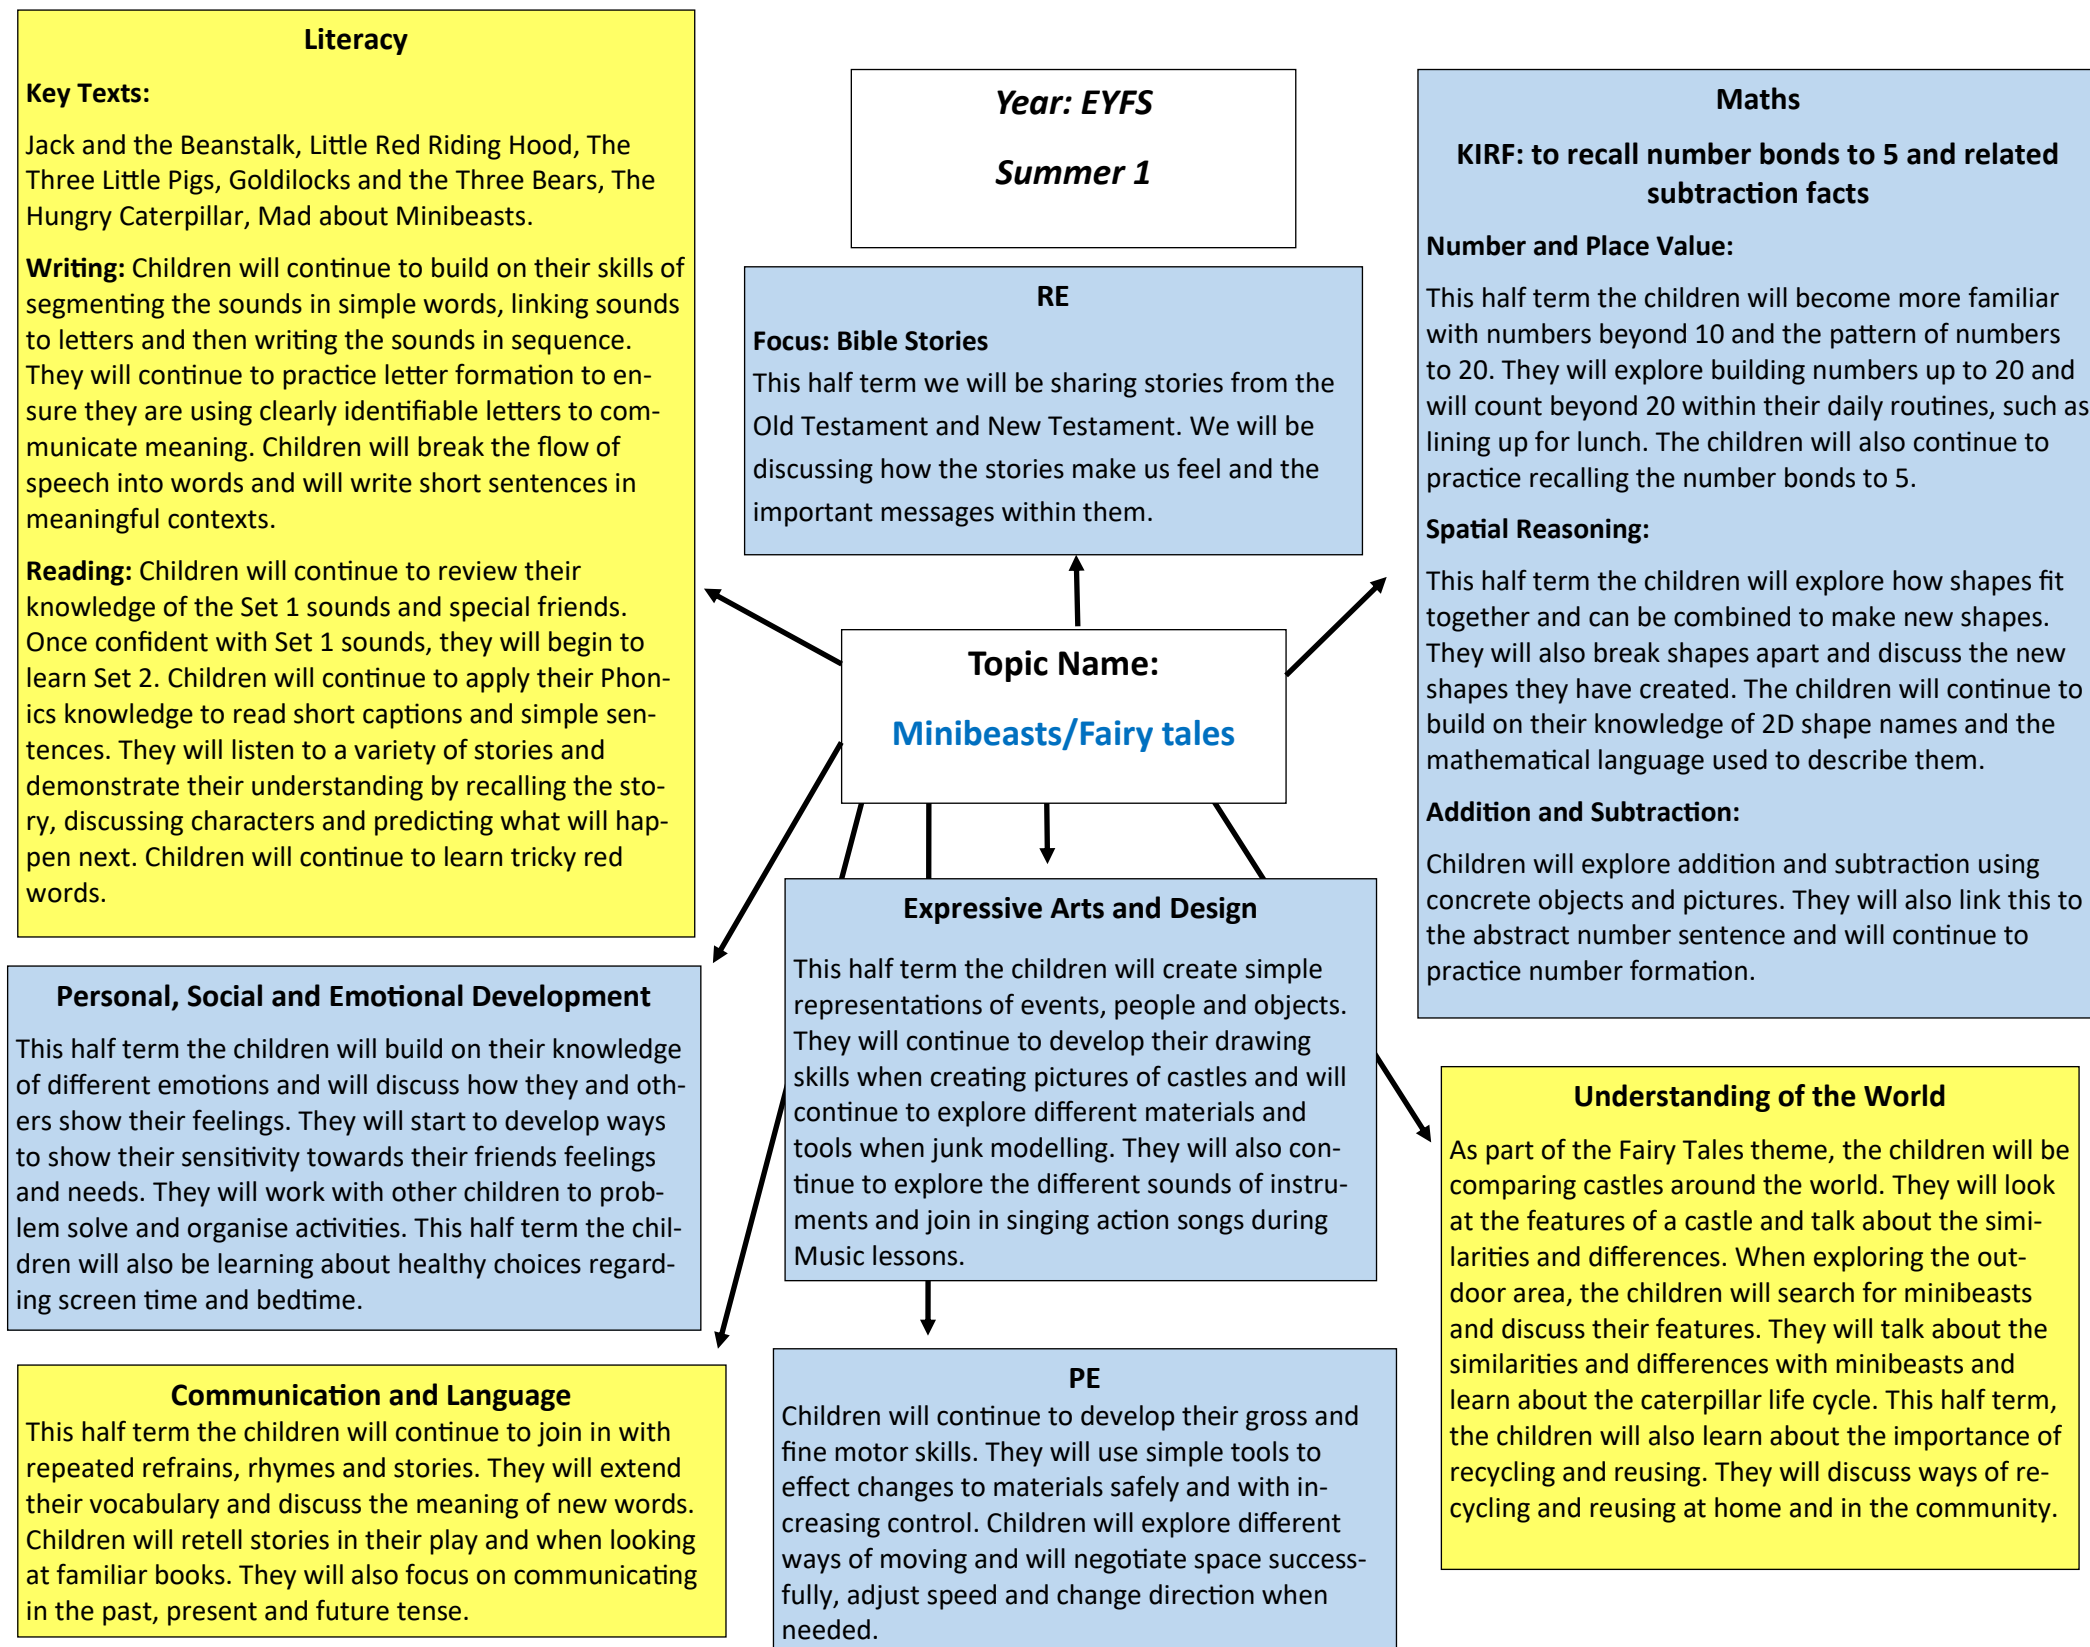 Literacy
Key Texts:
Jack and the Beanstalk, Little Red Riding Hood, The
Three Little Pigs, Goldilocks and the Three Bears, The
Hungry Caterpillar, Mad about Minibeasts.
Writing: Children will continue to build on their skills of
segmenting the sounds in simple words, linking sounds
to letters and then writing the sounds in sequence.
They will continue to practice letter formation to en-
sure they are using clearly identifiable letters to com-
municate meaning. Children will break the flow of
speech into words and will write short sentences in
meaningful contexts.
Reading: Children will continue to review their
knowledge of the Set 1 sounds and special friends.
Once confident with Set 1 sounds, they will begin to
learn Set 2. Children will continue to apply their Phon-
ics knowledge to read short captions and simple sen-
tences. They will listen to a variety of stories and
demonstrate their understanding by recalling the sto-
ry, discussing characters and predicting what will hap-
pen next. Children will continue to learn tricky red
words.
Year: EYFS
Summer 1
RE
Focus: Bible Stories
This half term we will be sharing stories from the
Old Testament and New Testament. We will be
discussing how the stories make us feel and the
important messages within them.
Maths
KIRF: to recall number bonds to 5 and related
subtraction facts
Number and Place Value:
This half term the children will become more familiar
with numbers beyond 10 and the pattern of numbers
to 20. They will explore building numbers up to 20 and
will count beyond 20 within their daily routines, such as
lining up for lunch. The children will also continue to
practice recalling the number bonds to 5.
Spatial Reasoning:
This half term the children will explore how shapes fit
together and can be combined to make new shapes.
They will also break shapes apart and discuss the new
shapes they have created. The children will continue to
build on their knowledge of 2D shape names and the
mathematical language used to describe them.
Addition and Subtraction:
Children will explore addition and subtraction using
concrete objects and pictures. They will also link this to
the abstract number sentence and will continue to
practice number formation.
Topic Name:
Minibeasts/Fairy tales
Personal, Social and Emotional Development
This half term the children will build on their knowledge
of different emotions and will discuss how they and oth-
ers show their feelings. They will start to develop ways
to show their sensitivity towards their friends feelings
and needs. They will work with other children to prob-
lem solve and organise activities. This half term the chil-
dren will also be learning about healthy choices regard-
ing screen time and bedtime.
Expressive Arts and Design
This half term the children will create simple
representations of events, people and objects.
They will continue to develop their drawing
skills when creating pictures of castles and will
continue to explore different materials and
tools when junk modelling. They will also con-
tinue to explore the different sounds of instru-
ments and join in singing action songs during
Music lessons.
Understanding of the World
As part of the Fairy Tales theme, the children will be
comparing castles around the world. They will look
at the features of a castle and talk about the simi-
larities and differences. When exploring the out-
door area, the children will search for minibeasts
and discuss their features. They will talk about the
similarities and differences with minibeasts and
learn about the caterpillar life cycle. This half term,
the children will also learn about the importance of
recycling and reusing. They will discuss ways of re-
cycling and reusing at home and in the community.
Communication and Language
This half term the children will continue to join in with
repeated refrains, rhymes and stories. They will extend
their vocabulary and discuss the meaning of new words.
Children will retell stories in their play and when looking
at familiar books. They will also focus on communicating
in the past, present and future tense.
PE
Children will continue to develop their gross and
fine motor skills. They will use simple tools to
effect changes to materials safely and with in-
creasing control. Children will explore different
ways of moving and will negotiate space success-
fully, adjust speed and change direction when
needed.